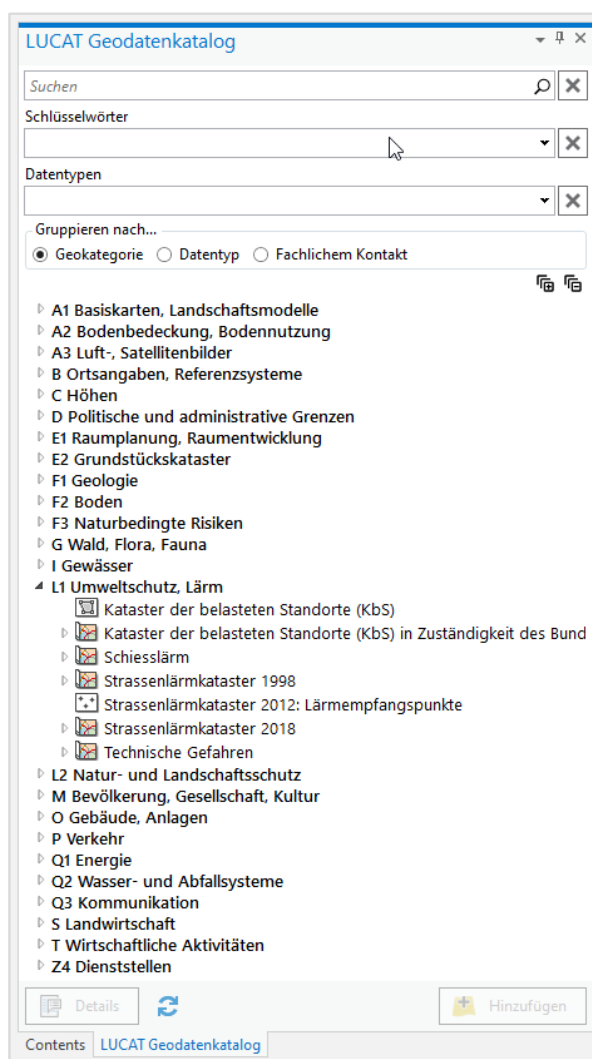 LUCAT Geodatenkatalog
Suchen
Schlüsselwörter
Datentypen
Gruppieren nach...
Geokategorie Datentyp Fachlichem Kontakt
A1 Basiskarten, Landschaftsmodelle
A2 Bodenbedeckung, Bodennutzung
A3 Luft-, Satellitenbilder
B Ortsangaben, Referenzsysteme
C Höhen
D Politische und administrative Grenzen
E1 Raumplanung, Raumentwicklung
E2 Grundstückskataster
F1 Geologie
F2 Boden
F3 Naturbedingte Risiken
G Wald, Flora, Fauna
I Gewässer
L1 Umweltschutz, Lärm
Kataster der belasteten Standorte (KbS)
Kataster der belasteten Standorte (KbS) in Zuständigkeit des Bund
Schiesslärm
Strassenlärmkataster 1998
Strassenlärmkataster 2012: Lärmempfangspunkte
Strassenlärmkataster 2018
Technische Gefahren
L2 Natur- und Landschaftsschutz
M Bevölkerung, Gesellschaft, Kultur
O Gebäude, Anlagen
P Verkehr
Q1 Energie
Q2 Wasser- und Abfallsysteme
Q3 Kommunikation
S Landwirtschaft
T Wirtschaftliche Aktivitäten
Z4 Dienststellen
Details Hinzufügen
Contents LUCAT Geodatenkatalog